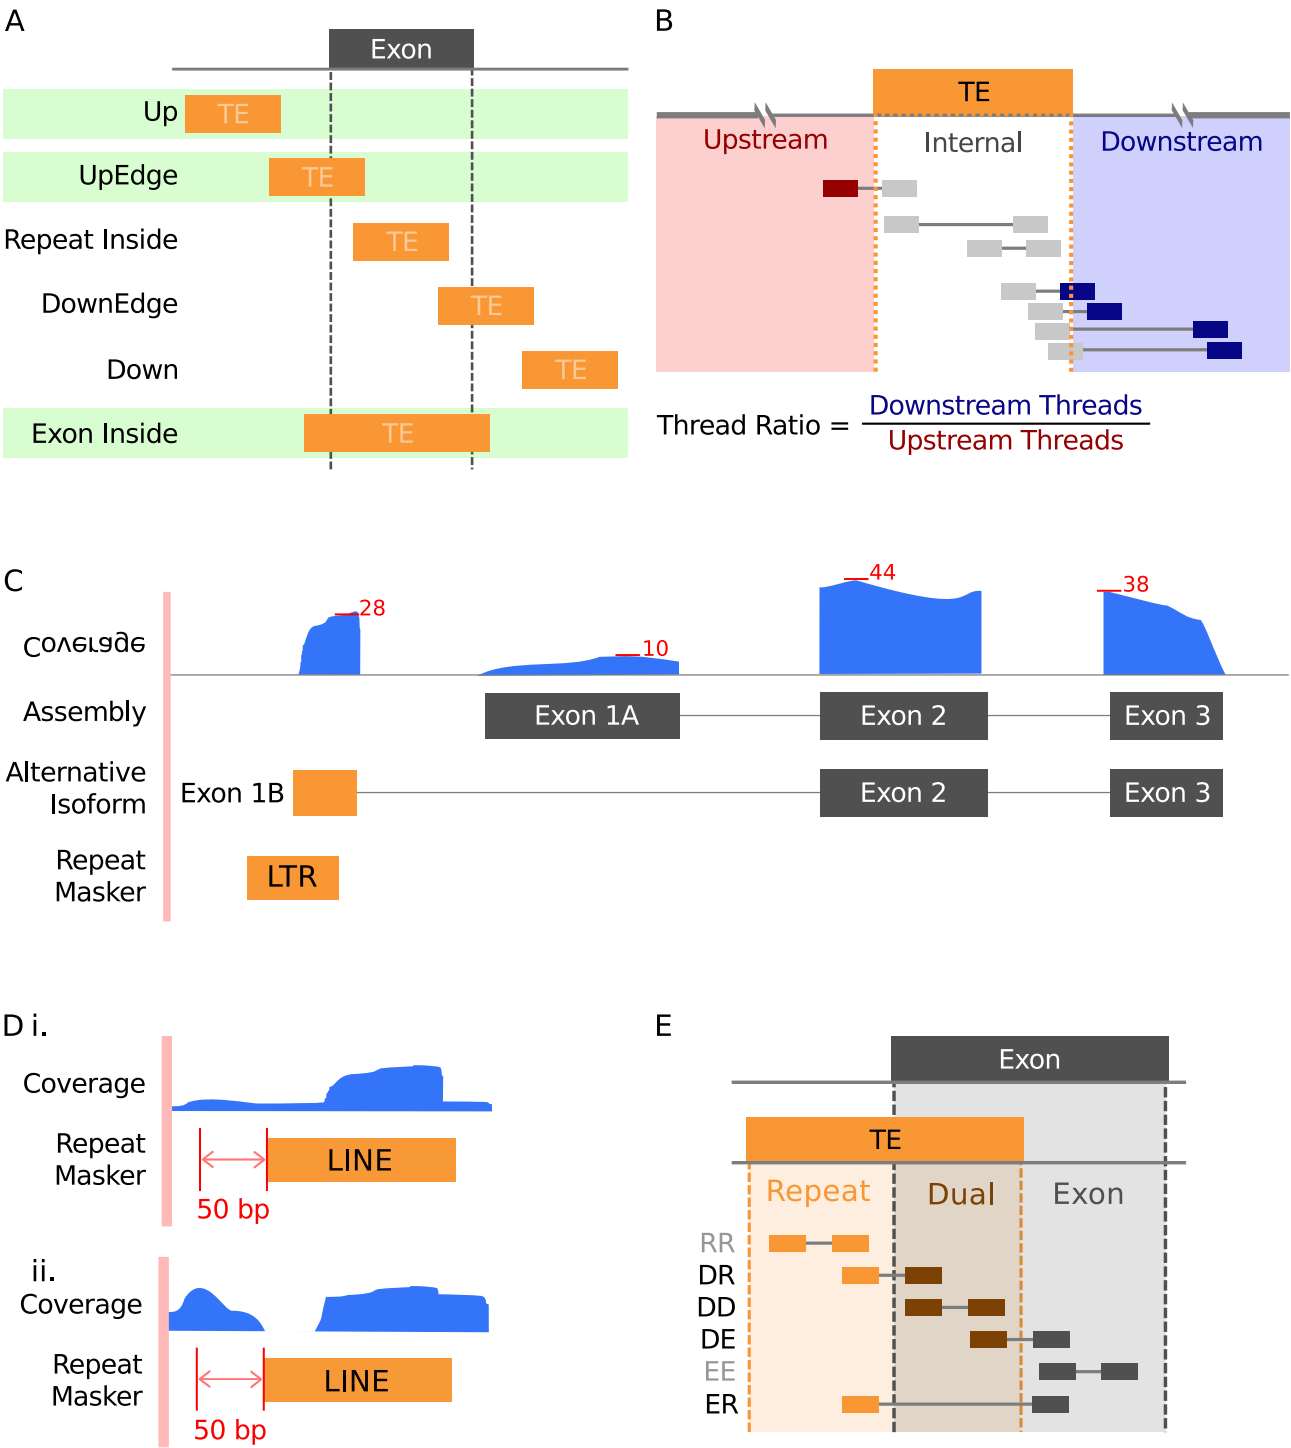 A
Exon
Up
TE
UpEdge
TE
Repeat Inside
TE
DownEdge
TE
Down
TE
Exon Inside
TE
B
TE
Upstream
Internal
Downstream
Thread Ratio = Downstream Threads
Upstream Threads
C
Coverage
28
10
44
38
Assembly
Exon 1A
Exon 2
Exon 3
Alternative
Isoform
Exon 1B
Exon 2
Exon 3
Repeat
Masker
LTR
D i.
Coverage
Repeat
Masker
LINE
50 bp
ii.
Coverage
Repeat
Masker
LINE
50 bp
E
Exon
TE
Repeat
Dual
Exon
RR
DR
DD
DE
EE
ER